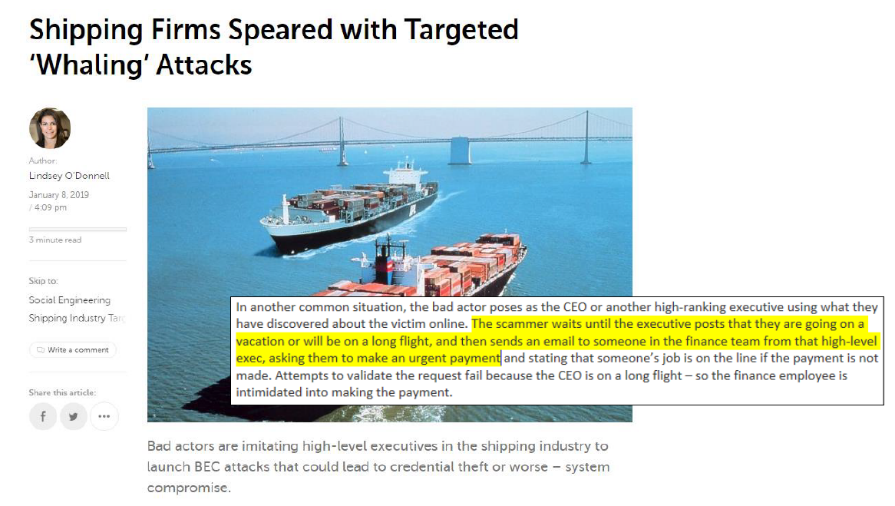 Shipping Firms Speared with Targeted
‘Whaling’ Attacks
Author:
Lindsey O'Donnell
January 8, 2019
/ 4:09 pm
3 minute read
Skip to:
Social Engineering
Shipping Industry
Write a comment
Share this article:
In another common situation, the bad actor poses as the CEO or another high-ranking executive using what they
have discovered about the victim online. The scammer waits until the executive posts that they are going on a
vacation or will be on a long flight, and then sends an email to someone in the finance team from that high-level
exec, asking them to make an urgent payment and stating that someone's job is on the line if the payment is not
made. Attempts to validate the request fail because the CEO is on a long flight – so the finance employee is
intimidated into making the payment.
Bad actors are imitating high-level executives in the shipping industry to
launch BEC attacks that could lead to credential theft or worse – system
compromise.